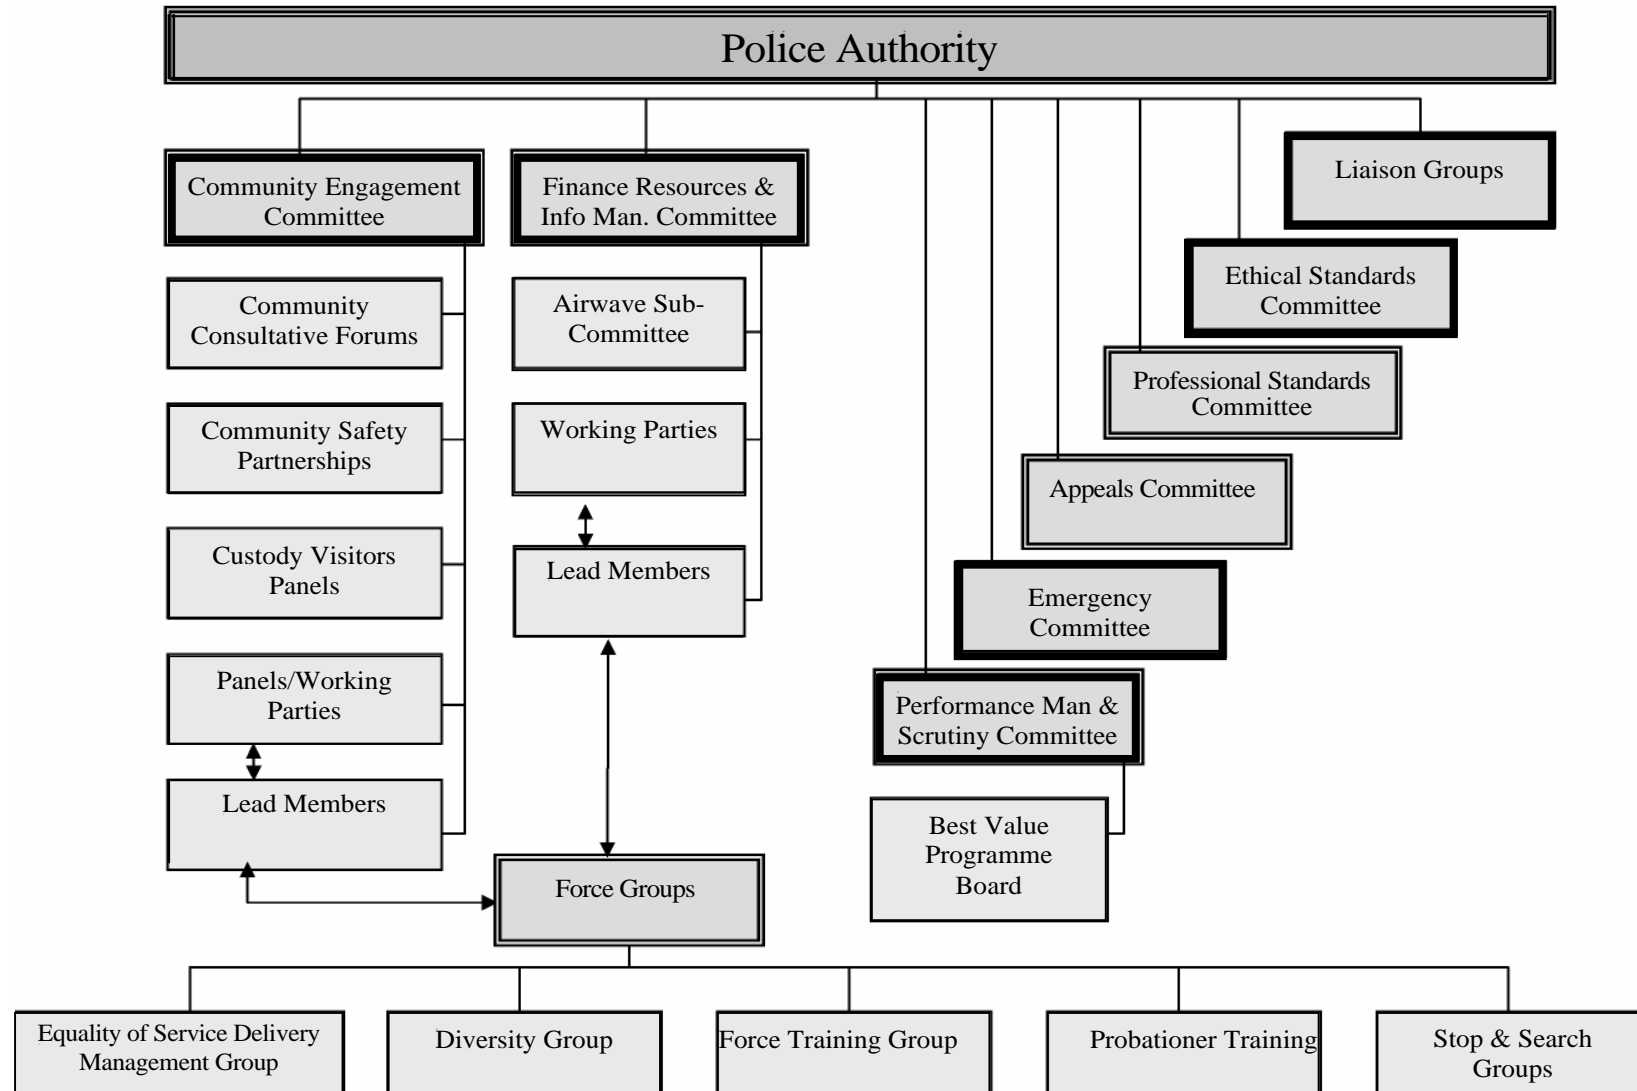 Police Authority
Community Engagement
Committee
Finance Resources &
Info Man. Committee
Liaison Groups
Ethical Standards
Committee
Professional Standards
Committee
Appeals Committee
Emergency
Committee
Performance Man &
Scrutiny Committee
Best Value
Programme
Board
Community
Consultative Forums
Community Safety
Partnerships
Custody Visitors
Panels
Panels/Working
Parties
Lead Members
Airwave Sub-
Committee
Working Parties
Lead Members
Force Groups
Equality of Service Delivery
Management Group
Diversity Group
Force Training Group
Probationer Training
Stop & Search
Groups